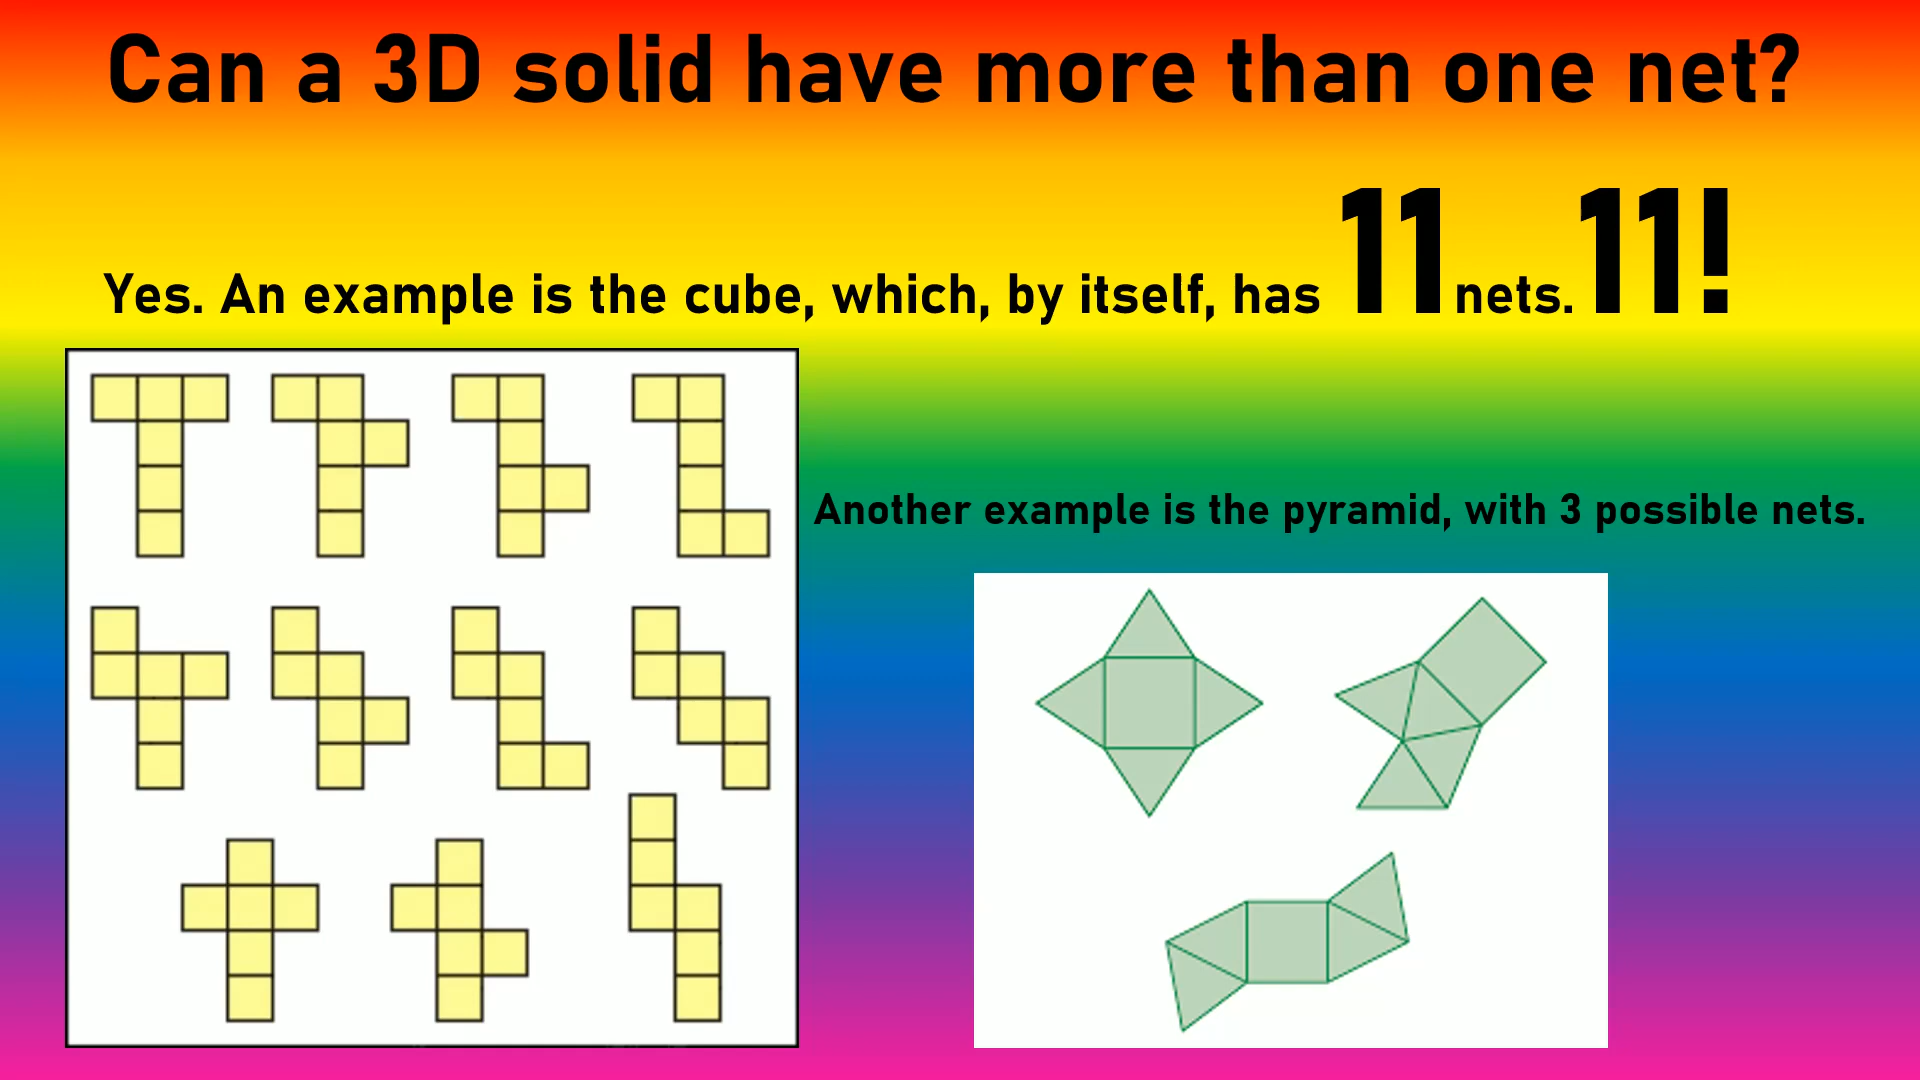 Can a 3D solid have more than one net?
Yes. An example is the cube, which, by itself, has 11 nets. 11!
Another example is the pyramid, with 3 possible nets.